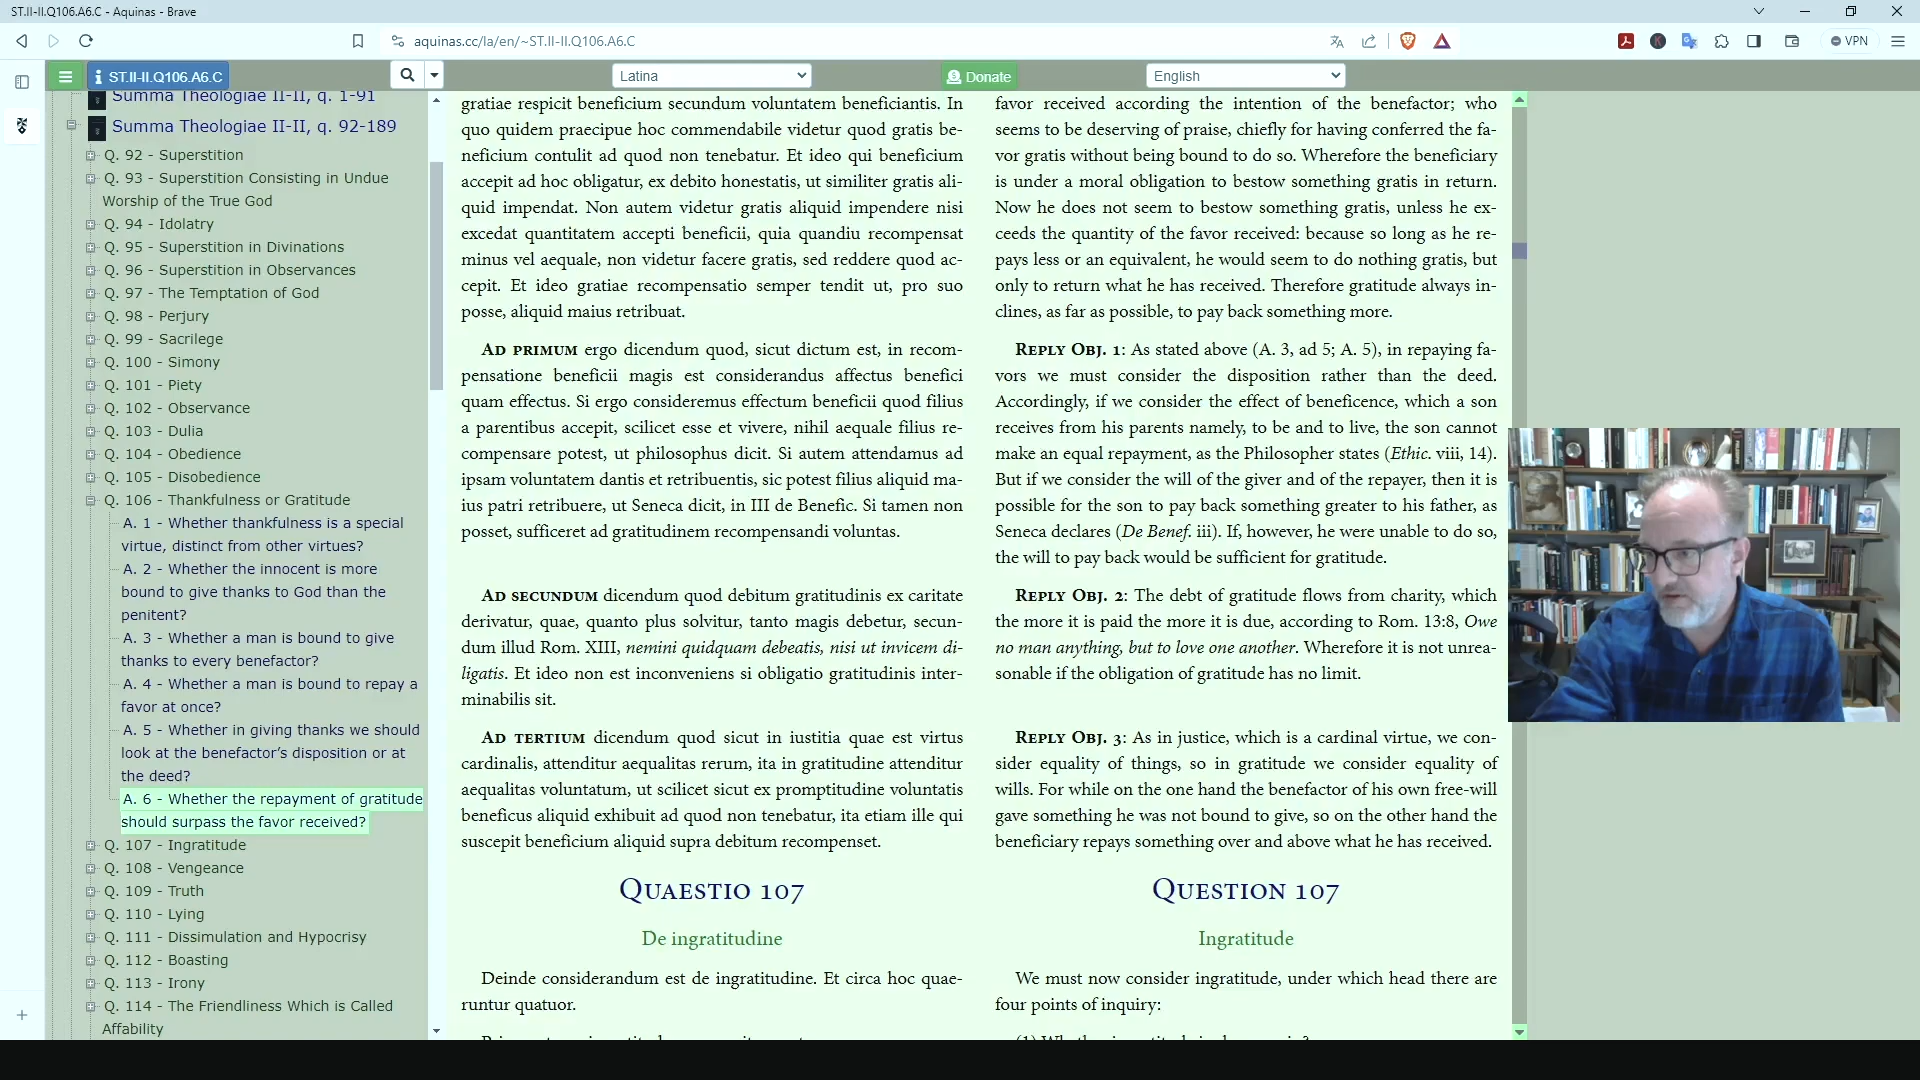 ST.II-II.Q106.A6.C - Aquinas - Brave
aquinas.cc/la/en/~ST.II-II.Q106.A6.C
VPN
ST.II-II.Q106.A6.C
Latina
Donate
English
Summa Theologiae II-II, q. 1-91
Summa Theologiae II-II, q. 92-189
Q. 92 - Superstition
Q. 93 - Superstition Consisting in Undue
Worship of the True God
Q. 94 - Idolatry
Q. 95 - Superstition in Divinations
Q. 96 - Superstition in Observances
Q. 97 - The Temptation of God
Q. 98 - Perjury
Q. 99 - Sacrilege
Q. 100 - Simony
Q. 101 - Piety
Q. 102 - Observance
Q. 103 - Dulia
Q. 104 - Obedience
Q. 105 - Disobedience
Q. 106 - Thankfulness or Gratitude
A. 1 - Whether thankfulness is a special
virtue, distinct from other virtues?
A. 2 - Whether the innocent is more
bound to give thanks to God than the
penitent?
A. 3 - Whether a man is bound to give
thanks to every benefactor?
A. 4 - Whether a man is bound to repay a
favor at once?
A. 5 - Whether in giving thanks we should
look at the benefactor’s disposition or at
the deed?
A. 6 - Whether the repayment of gratitude
should surpass the favor received?
Q. 107 - Ingratitude
Q. 108 - Vengeance
Q. 109 - Truth
Q. 110 - Lying
Q. 111 - Dissimulation and Hypocrisy
Q. 112 - Boasting
Q. 113 - Irony
Q. 114 - The Friendliness Which is Called
Affability
gratiae respicit beneficium secundum voluntatem beneficiantis. In
quo quidem praecipue hoc commendabile videtur quod gratis be-
neficium contulit ad quod non tenebatur. Et ideo qui beneficium
accepit ad hoc obligatur, ex debito honestatis, ut similiter gratis ali-
quid impendat. Non autem videtur gratis aliquid impendere nisi
excedat quantitatem accepti beneficii, quia quandiu recompensat
minus vel aequale, non videtur facere gratis, sed reddere quod ac-
cepit. Et ideo gratiae recompensatio semper tendit ut, pro suo
posse, aliquid maius retribuat.
AD PRIMUM ergo dicendum quod, sicut dictum est, in recom-
pensatione beneficii magis est considerandus affectus benefici
quam effectus. Si ergo consideremus effectum beneficii quod filius
a parentibus accepit, scilicet esse et vivere, nihil aequale filius re-
compensare potest, ut philosophus dicit. Si autem attendamus ad
ipsam voluntatem dantis et retribuentis, sic potest filius aliquid ma-
ius patri retribuere, ut Seneca dicit, in III de Benefic. Si tamen non
posset, sufficeret ad gratitudinem recompensandi voluntas.
AD SECUNDUM dicendum quod debitum gratitudinis ex caritate
derivatur, quae, quanto plus solvitur, tanto magis debetur, secun-
dum illud Rom. XIII, nemini quidquam debeatis, nisi ut invicem di-
ligatis. Et ideo non est inconveniens si obligatio gratitudinis inter-
minabilis sit.
AD TERTIUM dicendum quod sicut in iustitia quae est virtus
cardinalis, attenditur aequalitas rerum, ita in gratitudine attenditur
aequalitas voluntatum, ut scilicet sicut ex promptitudine voluntatis
beneficus aliquid exhibuit ad quod non tenebatur, ita etiam ille qui
suscepit beneficium aliquid supra debitum recompenset.
QUAESTIO 107
De ingratitudine
Deinde considerandum est de ingratitudine. Et circa hoc quae-
runtur quatuor.
favor received according the intention of the benefactor; who
seems to be deserving of praise, chiefly for having conferred the fa-
vor gratis without being bound to do so. Wherefore the beneficiary
is under a moral obligation to bestow something gratis in return.
Now he does not seem to bestow something gratis, unless he ex-
ceeds the quantity of the favor received: because so long as he re-
pays less or an equivalent, he would seem to do nothing gratis, but
only to return what he has received. Therefore gratitude always in-
clines, as far as possible, to pay back something more.
REPLY OBJ. 1: As stated above (A. 3, ad 5; A. 5), in repaying fa-
vors we must consider the disposition rather than the deed.
Accordingly, if we consider the effect of beneficence, which a son
receives from his parents namely, to be and to live, the son cannot
make an equal repayment, as the Philosopher states (Ethic. viii, 14).
But if we consider the will of the giver and of the repayer, then it is
possible for the son to pay back something greater to his father, as
Seneca declares (De Benef. iii). If, however, he were unable to do so,
the will to pay back would be sufficient for gratitude.
REPLY OBJ. 2: The debt of gratitude flows from charity, which
the more it is paid the more it is due, according to Rom. 13:8, Owe
no man anything, but to love one another. Wherefore it is not unrea-
sonable if the obligation of gratitude has no limit.
REPLY OBJ. 3: As in justice, which is a cardinal virtue, we con-
sider equality of things, so in gratitude we consider equality of
wills. For while on the one hand the benefactor of his own free-will
gave something he was not bound to give, so on the other hand the
beneficiary repays something over and above what he has received.
QUESTION 107
Ingratitude
We must now consider ingratitude, under which head there are
four points of inquiry: